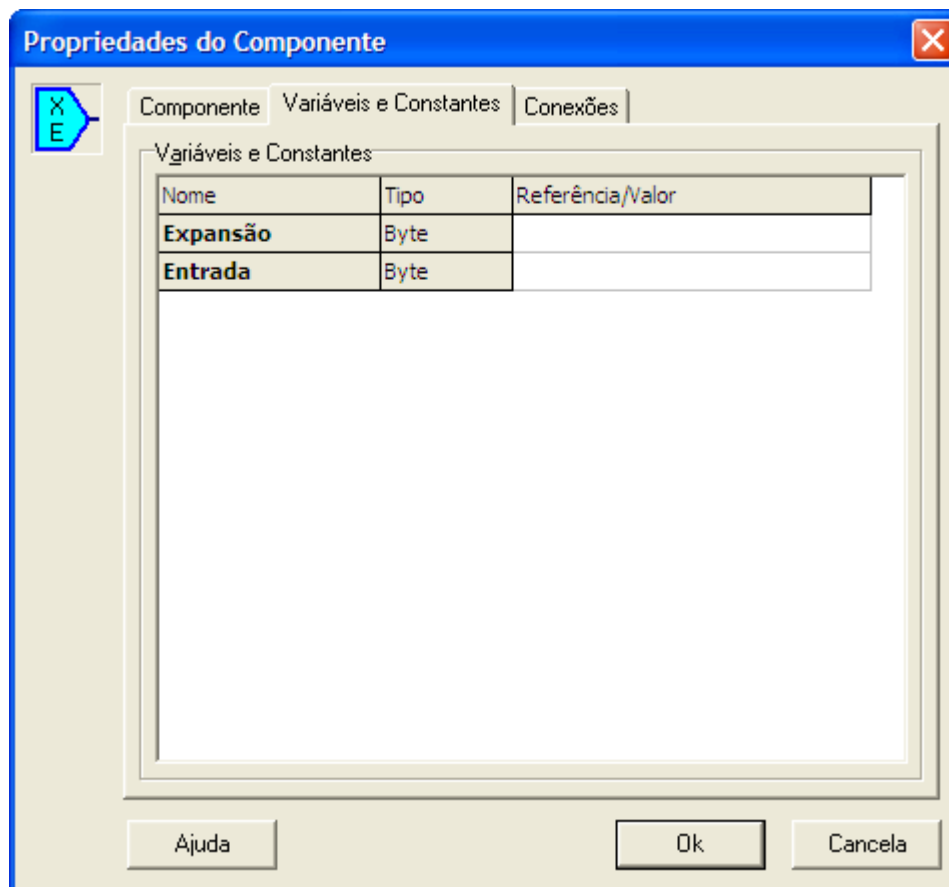 Propriedades do Componente
X
E
Componente Variáveis e Constantes Conexões
Variáveis e Constantes
Nome Tipo Referência/Valor
Expansão Byte
Entrada Byte
Ajuda Ok Cancela